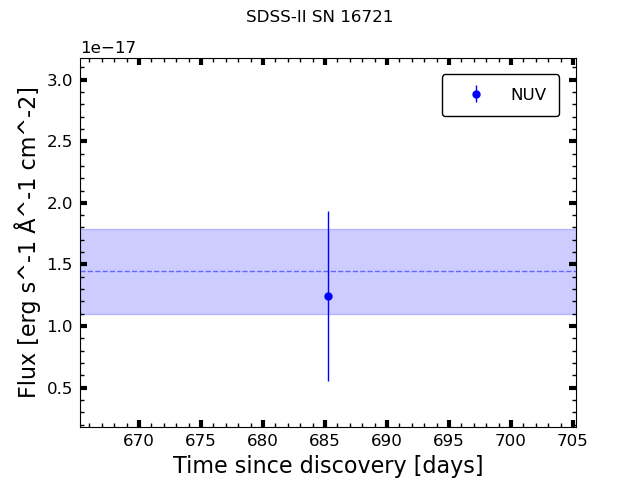 SDSS-II SN 16721
1e−17
NUV
3.0
2.5
2.0
1.5
1.0
0.5
Flux [erg s^-1 Å^-1 cm^-2]
670 675 680 685 690 695 700 705
Time since discovery [days]